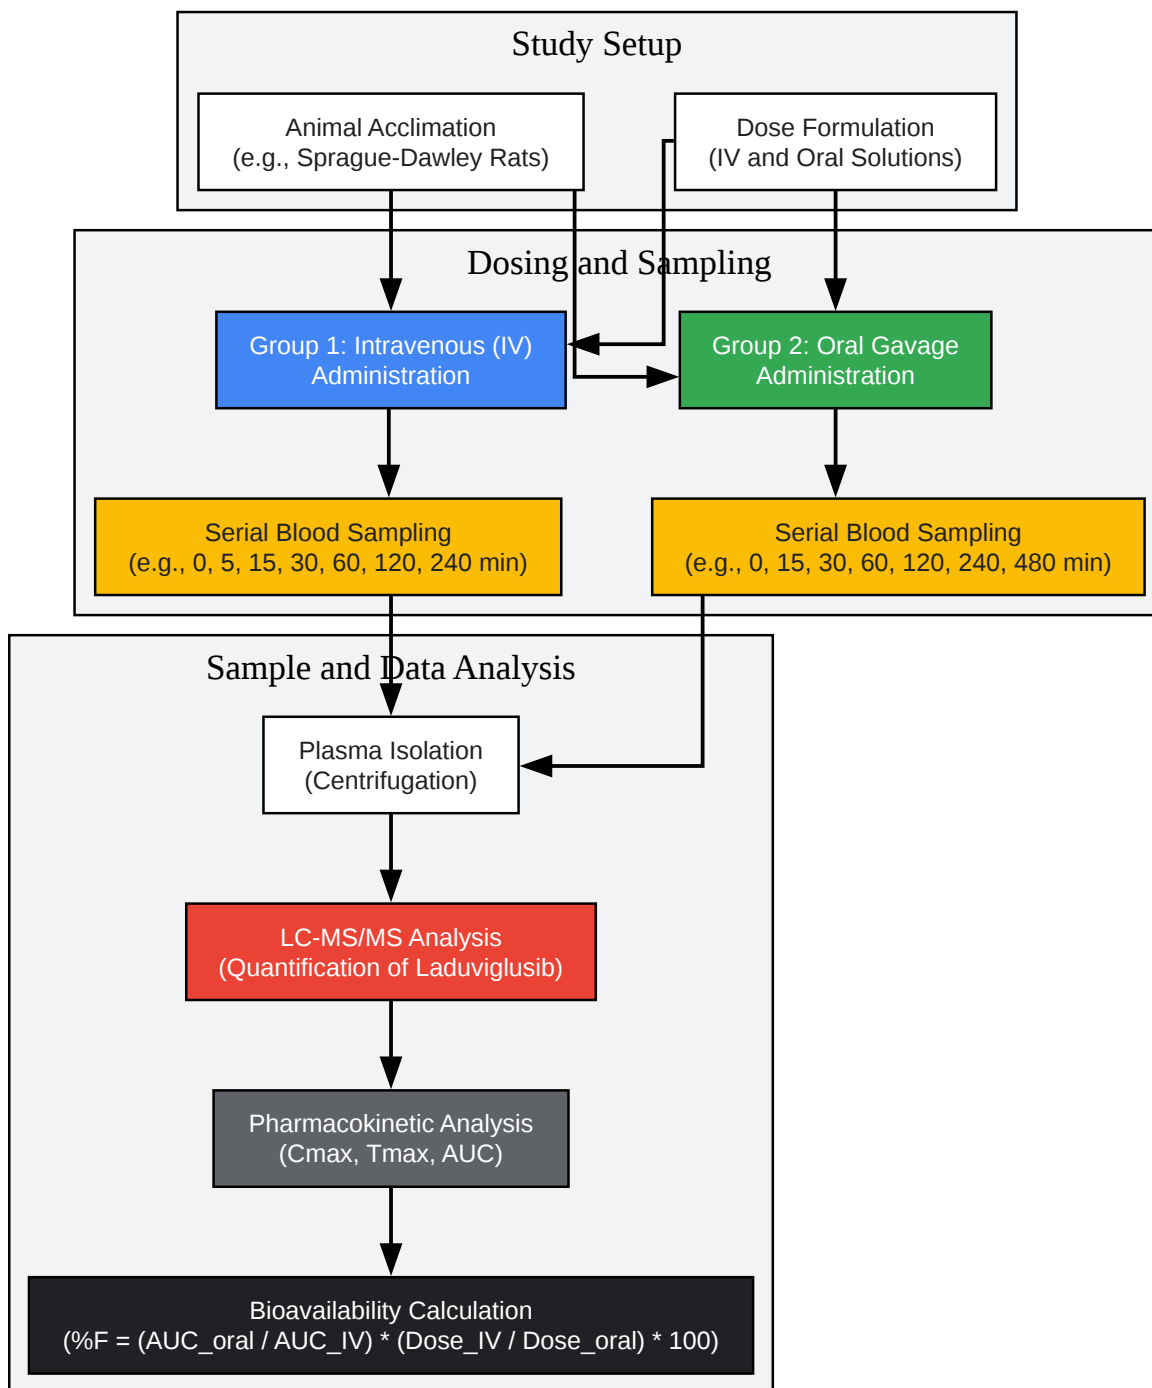 Study Setup
Animal Acclimation
(e.g., Sprague-Dawley Rats)
Dose Formulation
(IV and Oral Solutions)
Dosing and Sampling
Group 1: Intravenous (IV)
Administration
Group 2: Oral Gavage
Administration
Serial Blood Sampling
(e.g., 0, 5, 15, 30, 60, 120, 240 min)
Serial Blood Sampling
(e.g., 0, 15, 30, 60, 120, 240, 480 min)
Sample and Data Analysis
Plasma Isolation
(Centrifugation)
LC-MS/MS Analysis
(Quantification of Laduviglusib)
Pharmacokinetic Analysis
(Cmax, Tmax, AUC)
Bioavailability Calculation
(%F = (AUC_oral / AUC_IV) * (Dose_IV / Dose_oral) * 100)